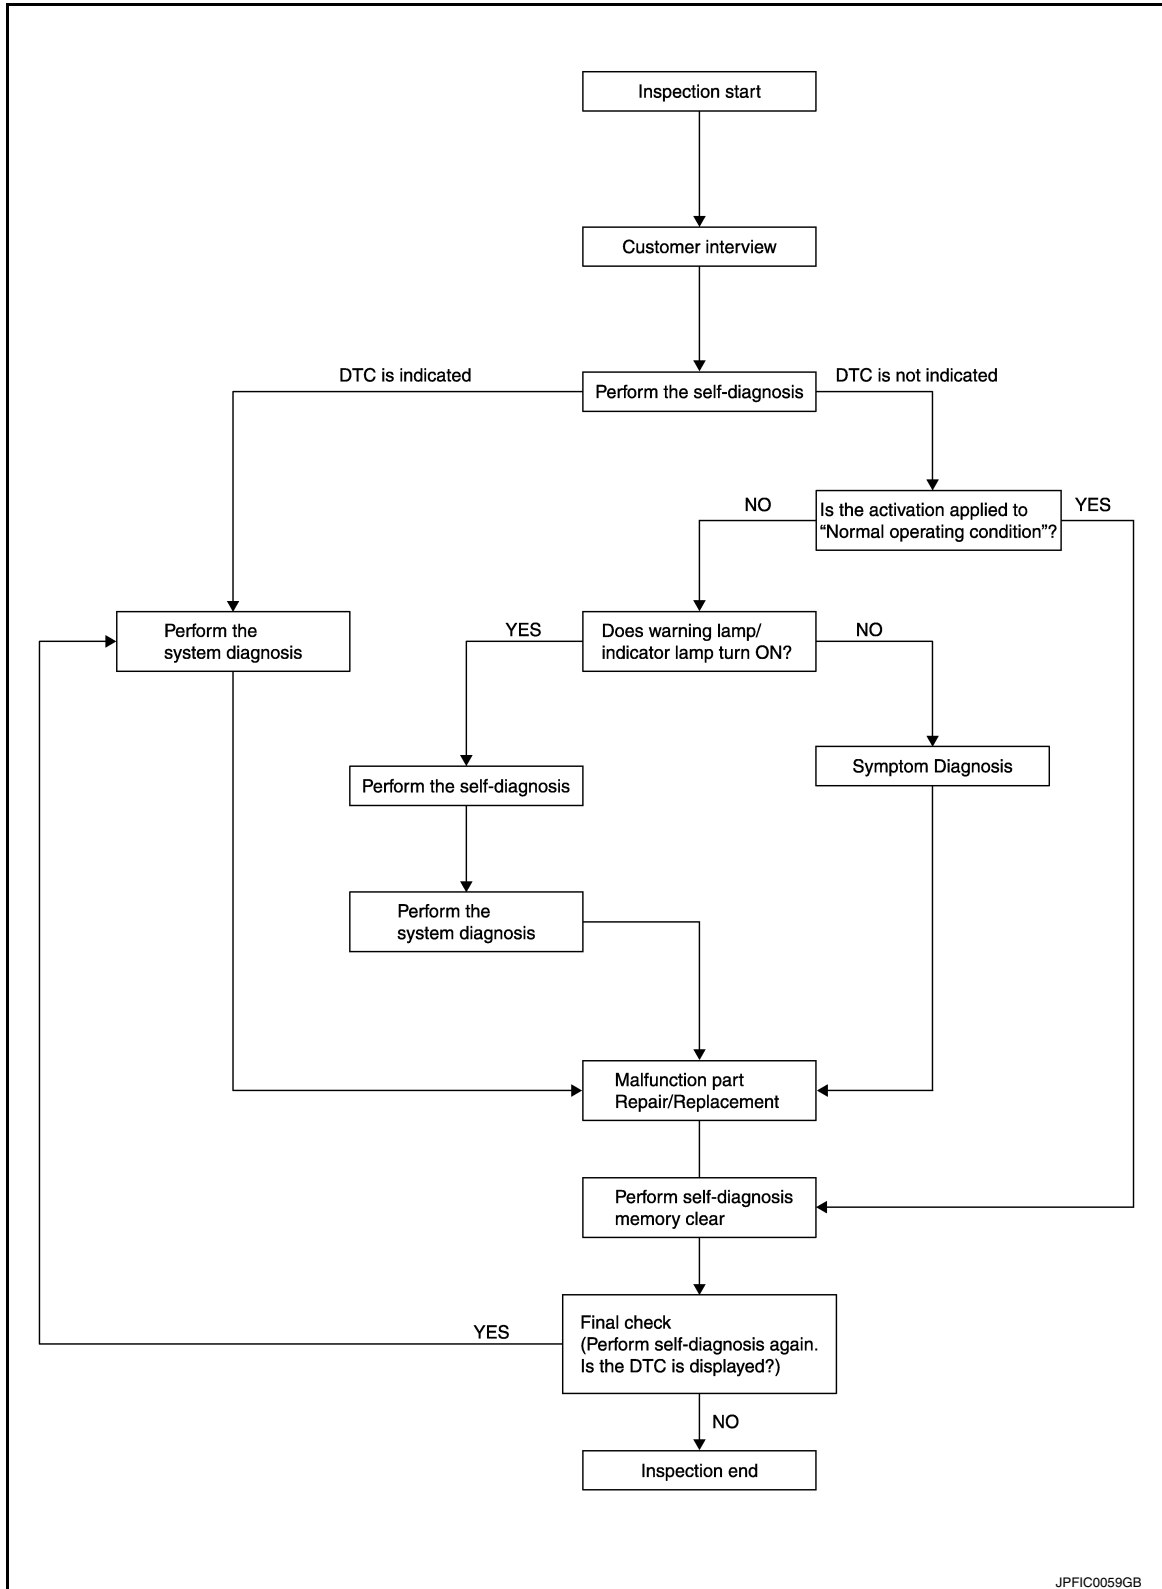 Inspection start
Customer interview
DTC is indicated
Perform the self-diagnosis
DTC is not indicated
NO
Is the activation applied to
“Normal operating condition”?
YES
Perform the
system diagnosis
YES
Does warning lamp/
indicator lamp turn ON?
NO
Perform the self-diagnosis
Symptom Diagnosis
Perform the
system diagnosis
Malfunction part
Repair/Replacement
Perform self-diagnosis
memory clear
YES
Final check
(Perform self-diagnosis again.
Is the DTC is displayed?)
NO
Inspection end
JPFIC0059GB